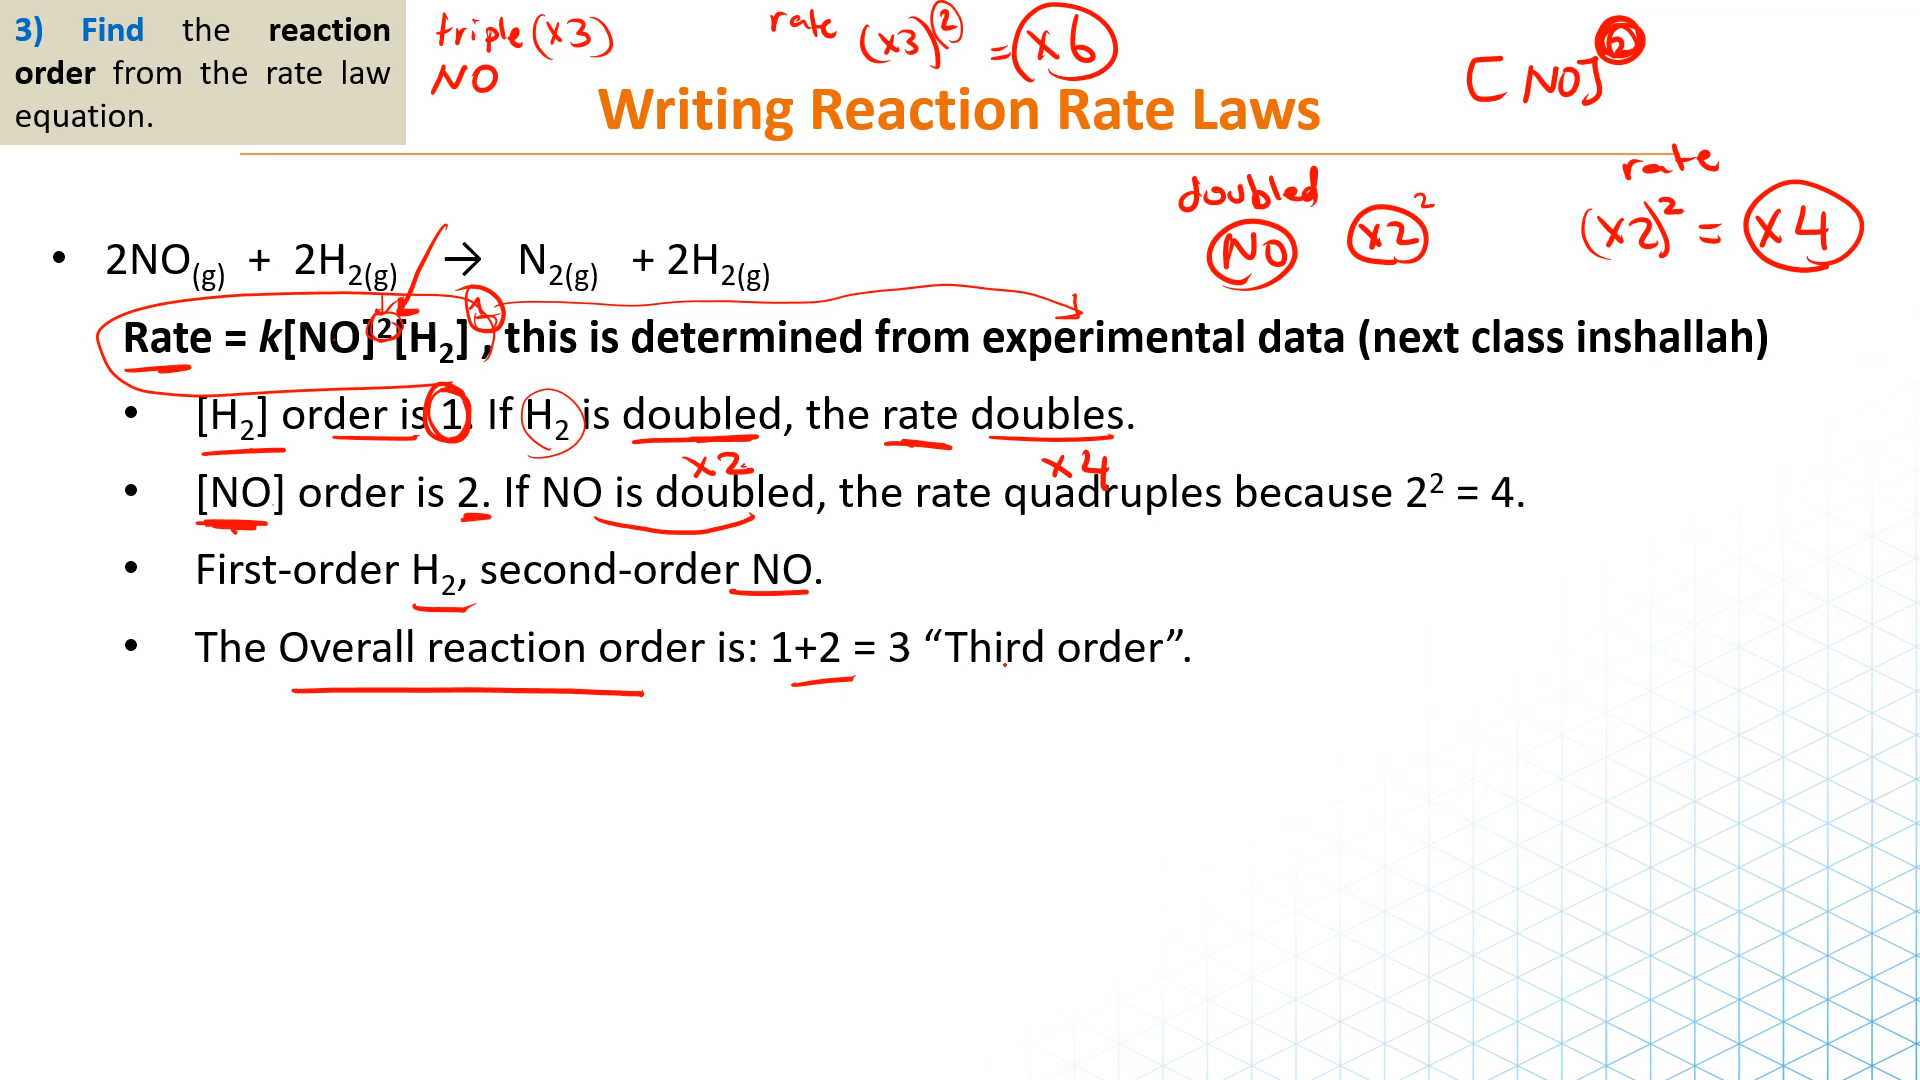 3) Find the reaction
order from the rate law
equation.
triple (x3)
NO
rate (x3)² = x6
[NO]²
Writing Reaction Rate Laws
doubled
NO x2 ²
rate
(x2)² = x4
• 2NO(g) + 2H₂(g) → N₂(g) + 2H₂(g)
1
Rate = k[NO]²[H₂] , this is determined from experimental data (next class inshallah)
• [H₂] order is 1. If H₂ is doubled, the rate doubles.
x2 x4
• [NO] order is 2. If NO is doubled, the rate quadruples because 2² = 4.
• First-order H₂, second-order NO.
• The Overall reaction order is: 1+2 = 3 “Third order”.